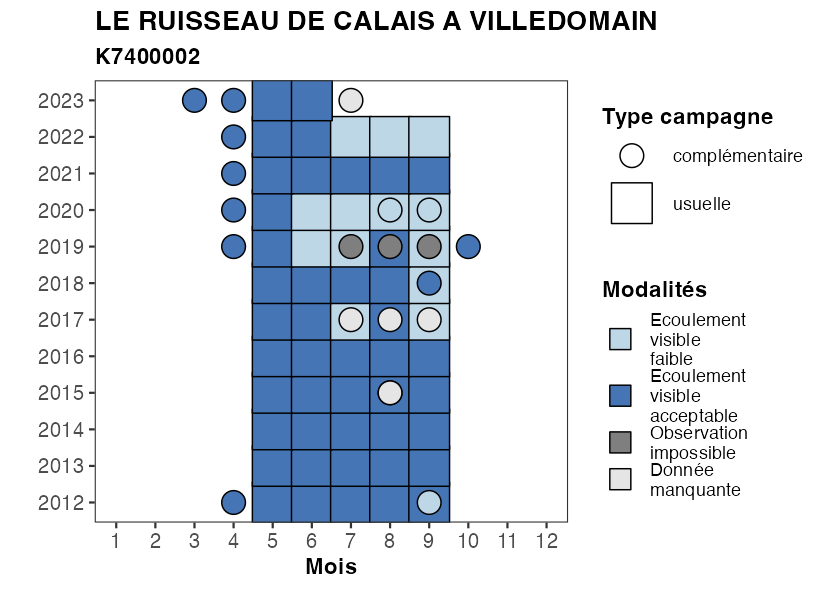 LE RUISSEAU DE CALAIS A VILLEDOMAIN
K7400002
2023
2022
2021
2020
2019
2018
2017
2016
2015
2014
2013
2012
1 2 3 4 5 6 7 8 9 10 11 12
Mois
Type campagne
complémentaire
usuelle
Modalités
Ecoulement
visible
faible
Ecoulement
visible
acceptable
Observation
impossible
Donnée
manquante